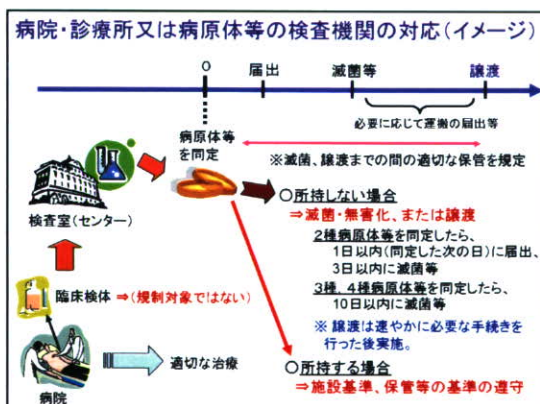 病院・診療所又は病原体等の検査機関の対応(イメージ)
0
届出
滅菌等
譲渡
必要に応じて運搬の届出等
病原体等
を同定
※滅菌、譲渡までの間の適切な保管を規定
検査室(センター)
〇所持しない場合
⇒滅菌・無害化、または譲渡
2種病原体等を同定したら、
1日以内(同定した次の日)に届出、
3日以内に滅菌等
3種、4種病原体等を同定したら、
10日以内に滅菌等
※ 譲渡は速やかに必要な手続きを
行った後実施。
臨床検体 ⇒(規制対象ではない)
適切な治療
病院
〇所持する場合
⇒施設基準、保管等の基準の遵守